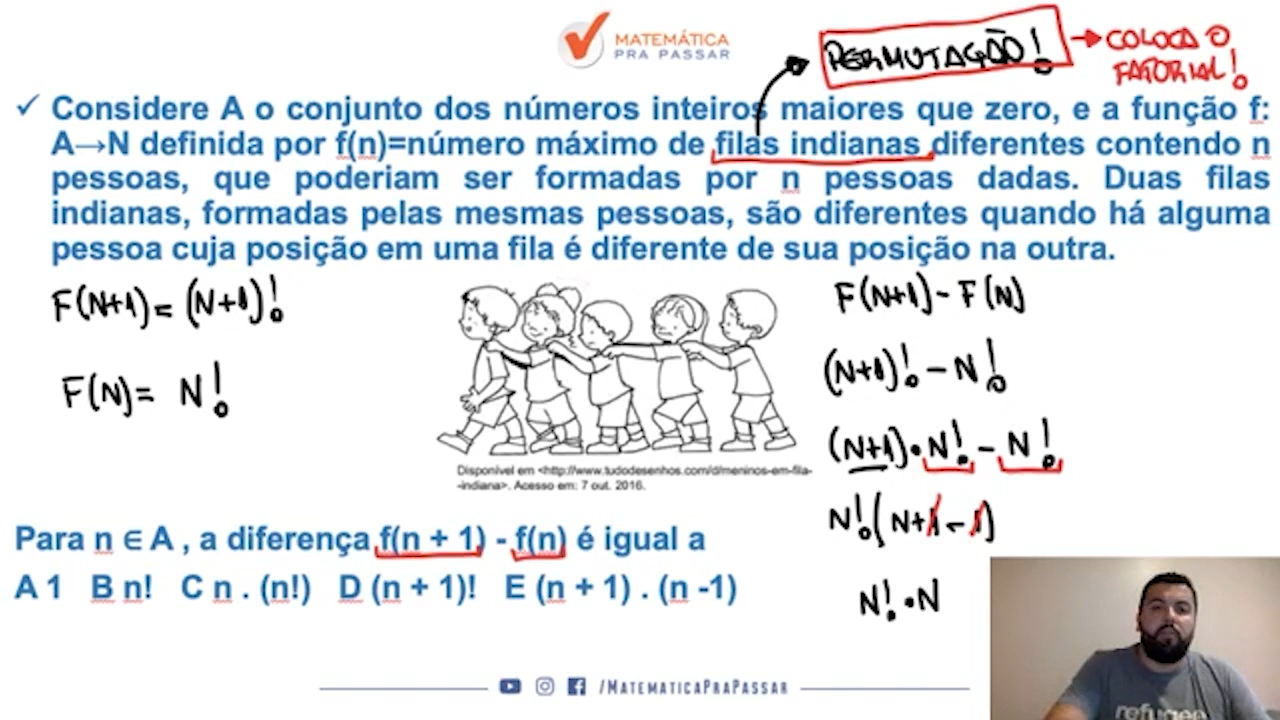 MATEMÁTICA
PRA PASSAR
PERMUTAÇÃO!
COLOCA O
FATORIAL!
✓ Considere A o conjunto dos números inteiros maiores que zero, e a função f:
A→N definida por f(n)=número máximo de filas indianas diferentes contendo n
pessoas, que poderiam ser formadas por n pessoas dadas. Duas filas
indianas, formadas pelas mesmas pessoas, são diferentes quando há alguma
pessoa cuja posição em uma fila é diferente de sua posição na outra.
F(N+1) = (N+1)!
F(N) = N!
Disponível em <http://www.tudodesenhos.com/d/meninos-em-fila-
-indiana>. Acesso em: 7 out. 2016.
F(N+1) - F(N)
(N+1)! - N!
(N+1) • N! - N!
N! (N+1-1)
N! • N
Para n ∈ A , a diferença f(n + 1) - f(n) é igual a
A 1 B n! C n . (n!) D (n + 1)! E (n + 1) . (n -1)
/MatematicaPraPassar